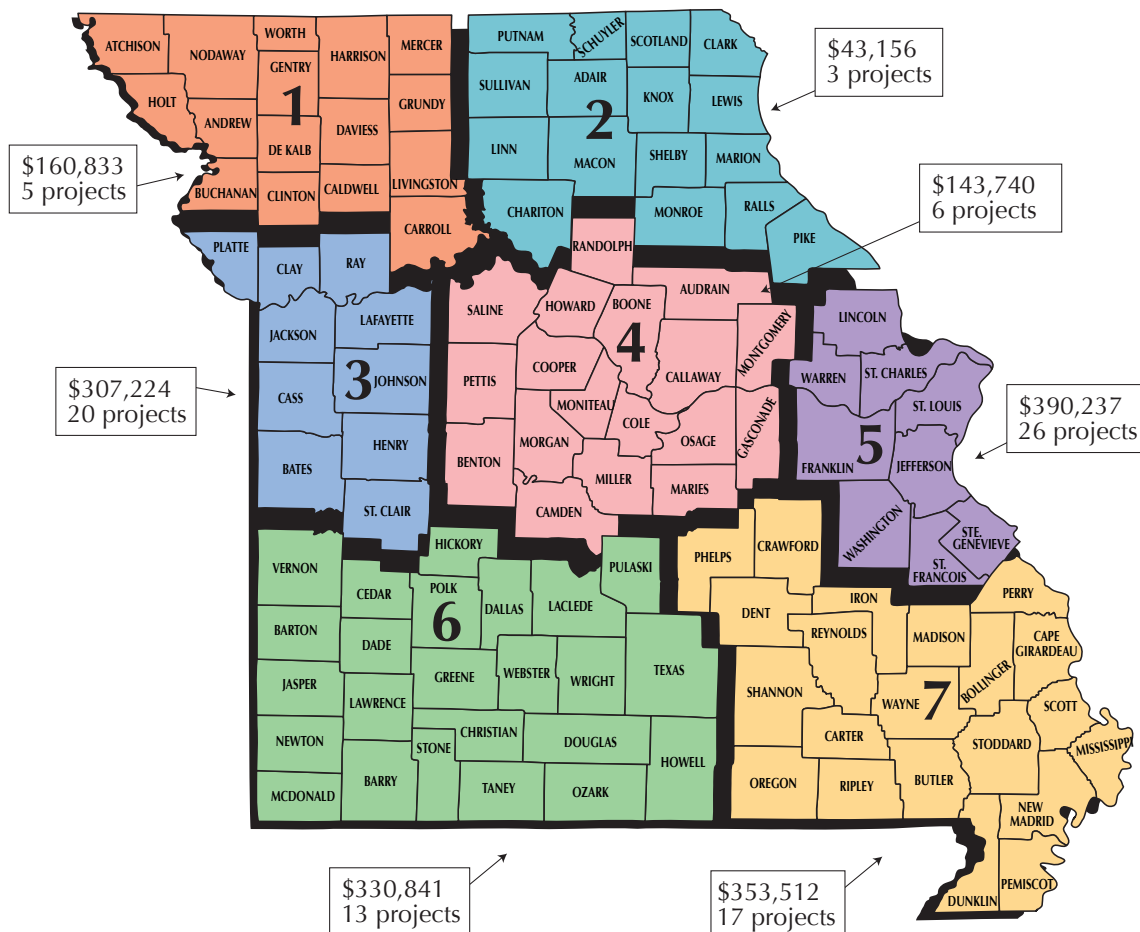 ATCHISON
NODAWAY
WORTH
GENTRY
HARRISON
MERCER
HOLT
ANDREW
1
DE KALB
DAVIESS
GRUNDY
BUCHANAN
CLINTON
CALDWELL
LIVINGSTON
CARROLL
$160,833
5 projects
PUTNAM
SCHUYLER
SCOTLAND
CLARK
SULLIVAN
ADAIR
KNOX
LEWIS
2
LINN
MACON
SHELBY
MARION
CHARITON
MONROE
RALLS
PIKE
$43,156
3 projects
$143,740
6 projects
PLATTE
CLAY
RAY
JACKSON
LAFAYETTE
3
JOHNSON
CASS
HENRY
BATES
ST. CLAIR
$307,224
20 projects
RANDOLPH
SALINE
HOWARD
BOONE
AUDRAIN
4
MONTGOMERY
PETTIS
COOPER
CALLAWAY
MONITEAU
COLE
GASCONADE
BENTON
MORGAN
OSAGE
MILLER
MARIES
CAMDEN
LINCOLN
WARREN
ST. CHARLES
ST. LOUIS
5
FRANKLIN
JEFFERSON
WASHINGTON
STE.
GENEVIEVE
ST.
FRANCOIS
$390,237
26 projects
VERNON
HICKORY
CEDAR
POLK
DALLAS
LACLEDE
PULASKI
6
BARTON
DADE
GREENE
WEBSTER
WRIGHT
TEXAS
JASPER
LAWRENCE
CHRISTIAN
DOUGLAS
HOWELL
NEWTON
STONE
MCDONALD
BARRY
TANEY
OZARK
$330,841
13 projects
PHELPS
CRAWFORD
DENT
IRON
PERRY
REYNOLDS
MADISON
CAPE
GIRARDEAU
BOLLINGER
SHANNON
WAYNE
7
SCOTT
CARTER
STODDARD
MISSISSIPPI
OREGON
RIPLEY
BUTLER
NEW
MADRID
DUNKLIN
PEMISCOT
$353,512
17 projects